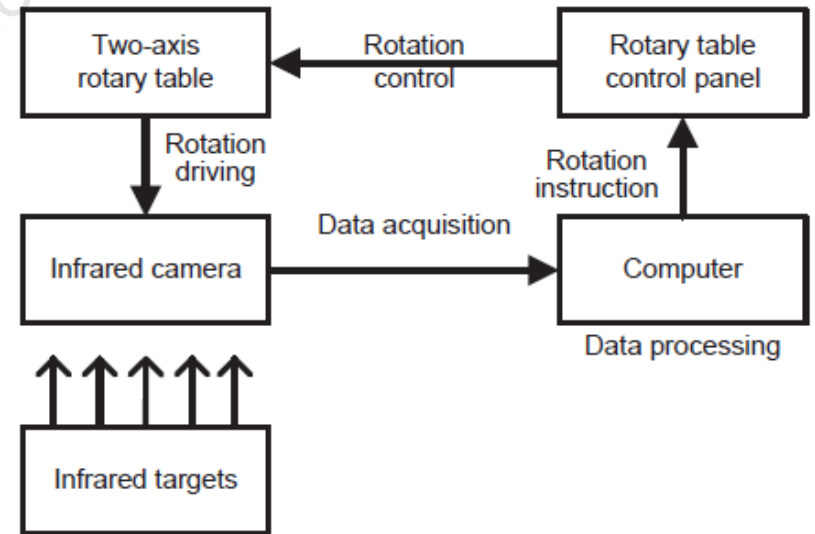 Two-axis
rotary table
Rotation
control
Rotary table
control panel
Rotation
driving
Rotation
instruction
Infrared camera
Data acquisition
Computer
Data processing
Infrared targets